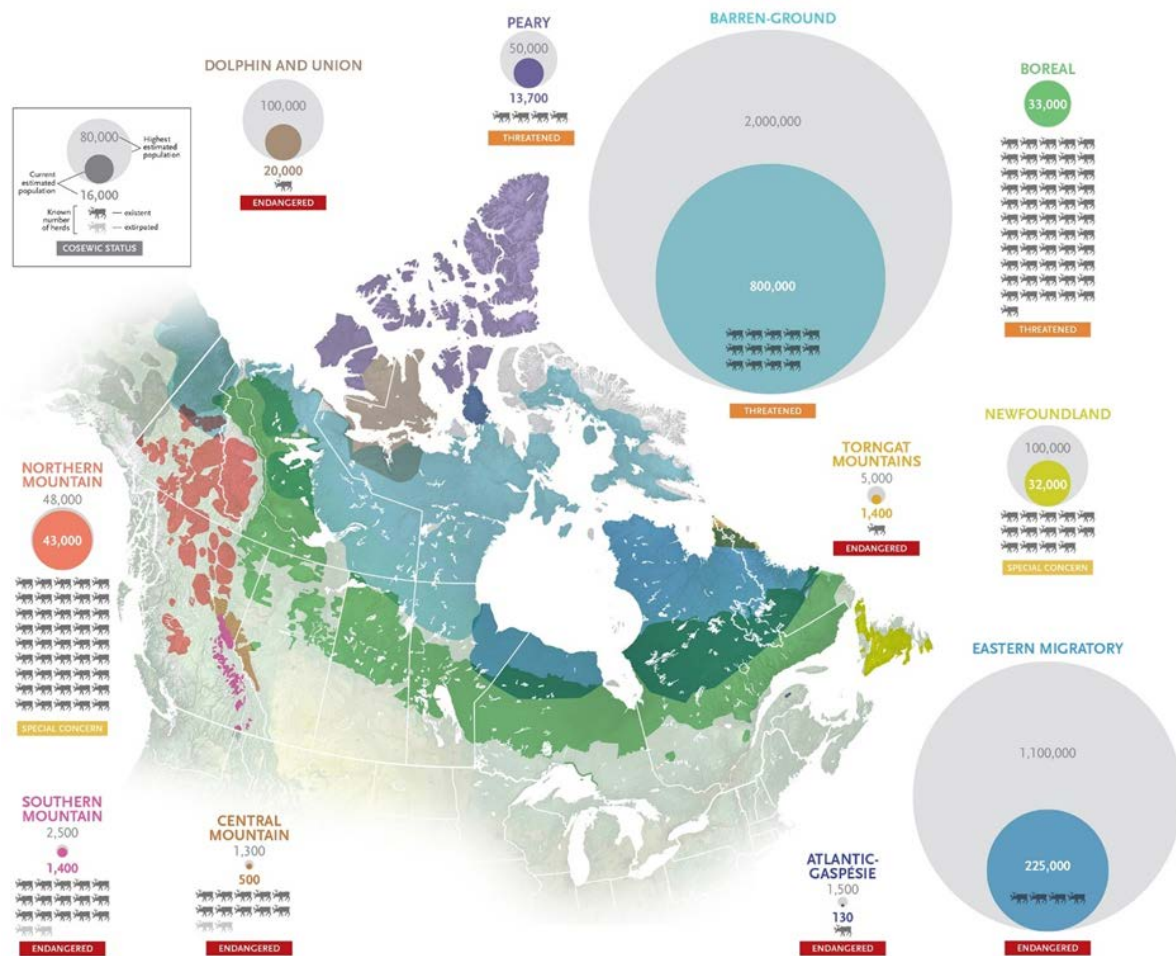 PEARY
50,000
13,700
THREATENED
BARREN-GROUND
2,000,000
800,000
THREATENED
DOLPHIN AND UNION
100,000
20,000
ENDANGERED
BOREAL
33,000
THREATENED
80,000
Highest
estimated
population
Current
estimated
population
16,000
Known
number
of herds
existent
extirpated
COSEWIC STATUS
NORTHERN
MOUNTAIN
48,000
43,000
SPECIAL CONCERN
TORNGAT
MOUNTAINS
5,000
1,400
ENDANGERED
NEWFOUNDLAND
100,000
32,000
SPECIAL CONCERN
EASTERN MIGRATORY
1,100,000
225,000
ENDANGERED
SOUTHERN
MOUNTAIN
2,500
1,400
ENDANGERED
CENTRAL
MOUNTAIN
1,300
500
ENDANGERED
ATLANTIC-
GASPÉSIE
1,500
130
ENDANGERED